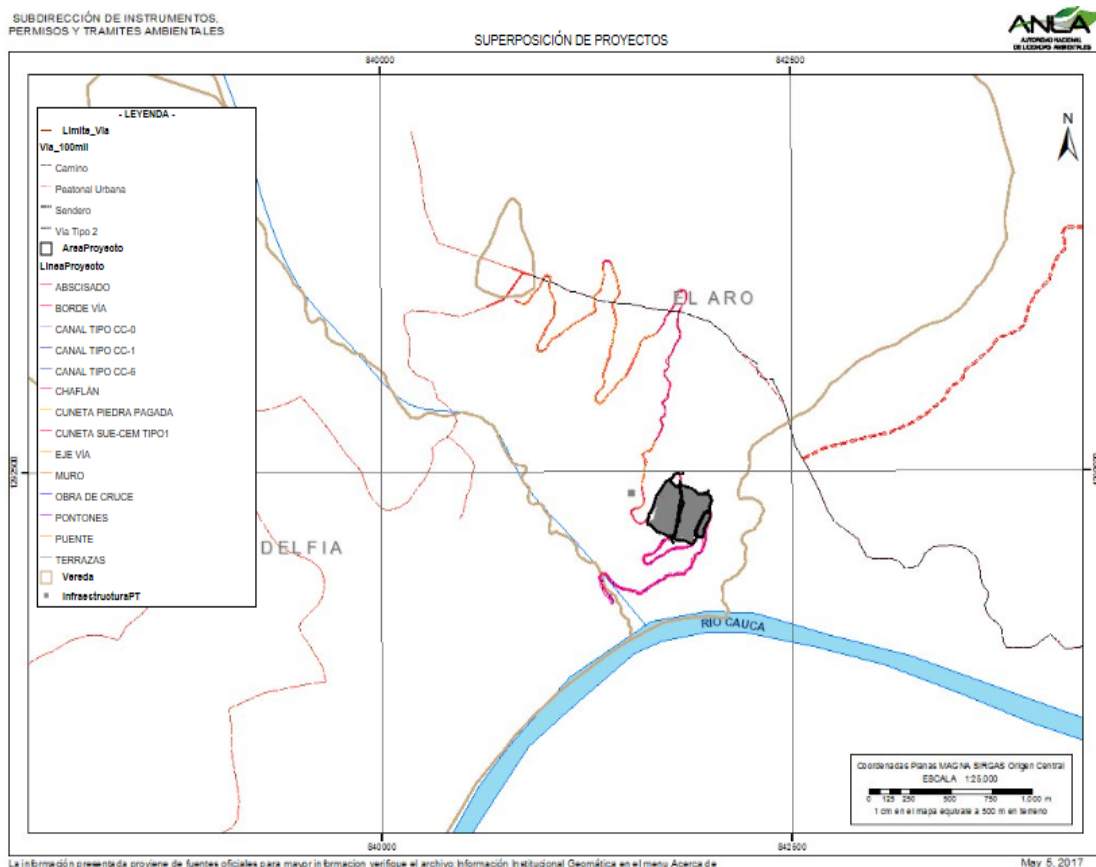 SUBDIRECCIÓN DE INSTRUMENTOS,
PERMISOS Y TRAMITES AMBIENTALES
SUPERPOSICIÓN DE PROYECTOS
ANLA
AUTORIDAD NACIONAL
DE LICENCIAS AMBIENTALES
840000
842500
- LEYENDA -
Limite_Via
Via_100mil
Camino
Peatonal Urbana
Sendero
Via Tipo 2
AreaProyecto
LineaProyecto
ABSCISADO
BORDE VÍA
CANAL TIPO CC-0
CANAL TIPO CC-1
CANAL TIPO CC-6
CHAFLÁN
CUNETA PIEDRA PAGADA
CUNETA SUE-CEM TIPO1
EJE VÍA
MURO
OBRA DE CRUCE
PONTONES
PUENTE
TERRAZAS
Vereda
InfraestructuraPT
N
EL ARO
1292500
DELFIA
RIO CAUCA
Coordenadas Planas MAGNA SIRGAS Origen Central
ESCALA 1:25.000
0 125 250 500 750 1.000 m
1 cm en el mapa equivale a 500 m en terreno
840000
842500
La información presentada proviene de fuentes oficiales para mayor informacion verifique el archivo Información Institucional Geomática en el menu Acerca de
May 5, 2017